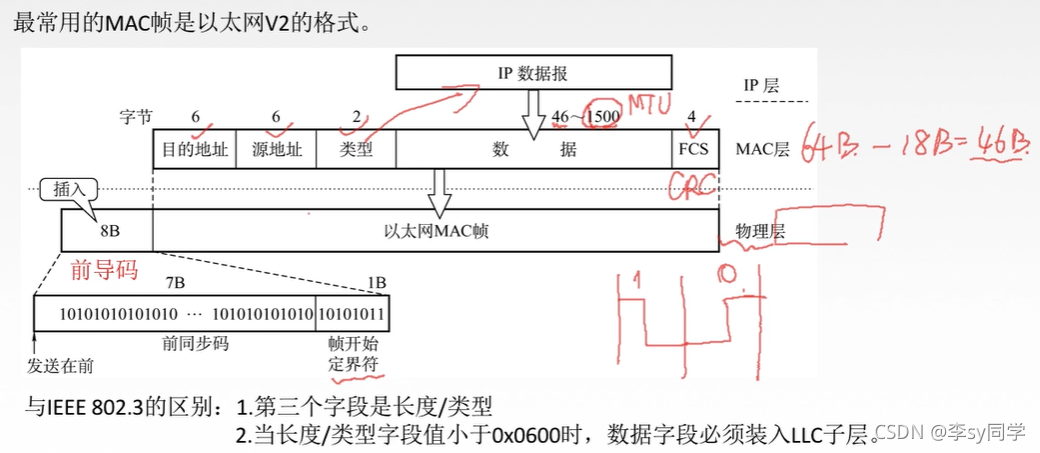 最常用的MAC帧是以太网V2的格式。
IP 数据报
IP 层
MTU
字节 6 6 2 46~1500 4
目的地址 源地址 类型 数 据 FCS MAC层 64B - 18B=46B
CRC
插入
8B 以太网MAC帧 物理层
前导码
7B 1B
1 0
10101010101010 … 101010101010 10101011
前同步码 帧开始
定界符
发送在前
与IEEE 802.3的区别：1.第三个字段是长度/类型
2.当长度/类型字段值小于0x0600时，数据字段必须装入LLC子层。
CSDN @李sy同学